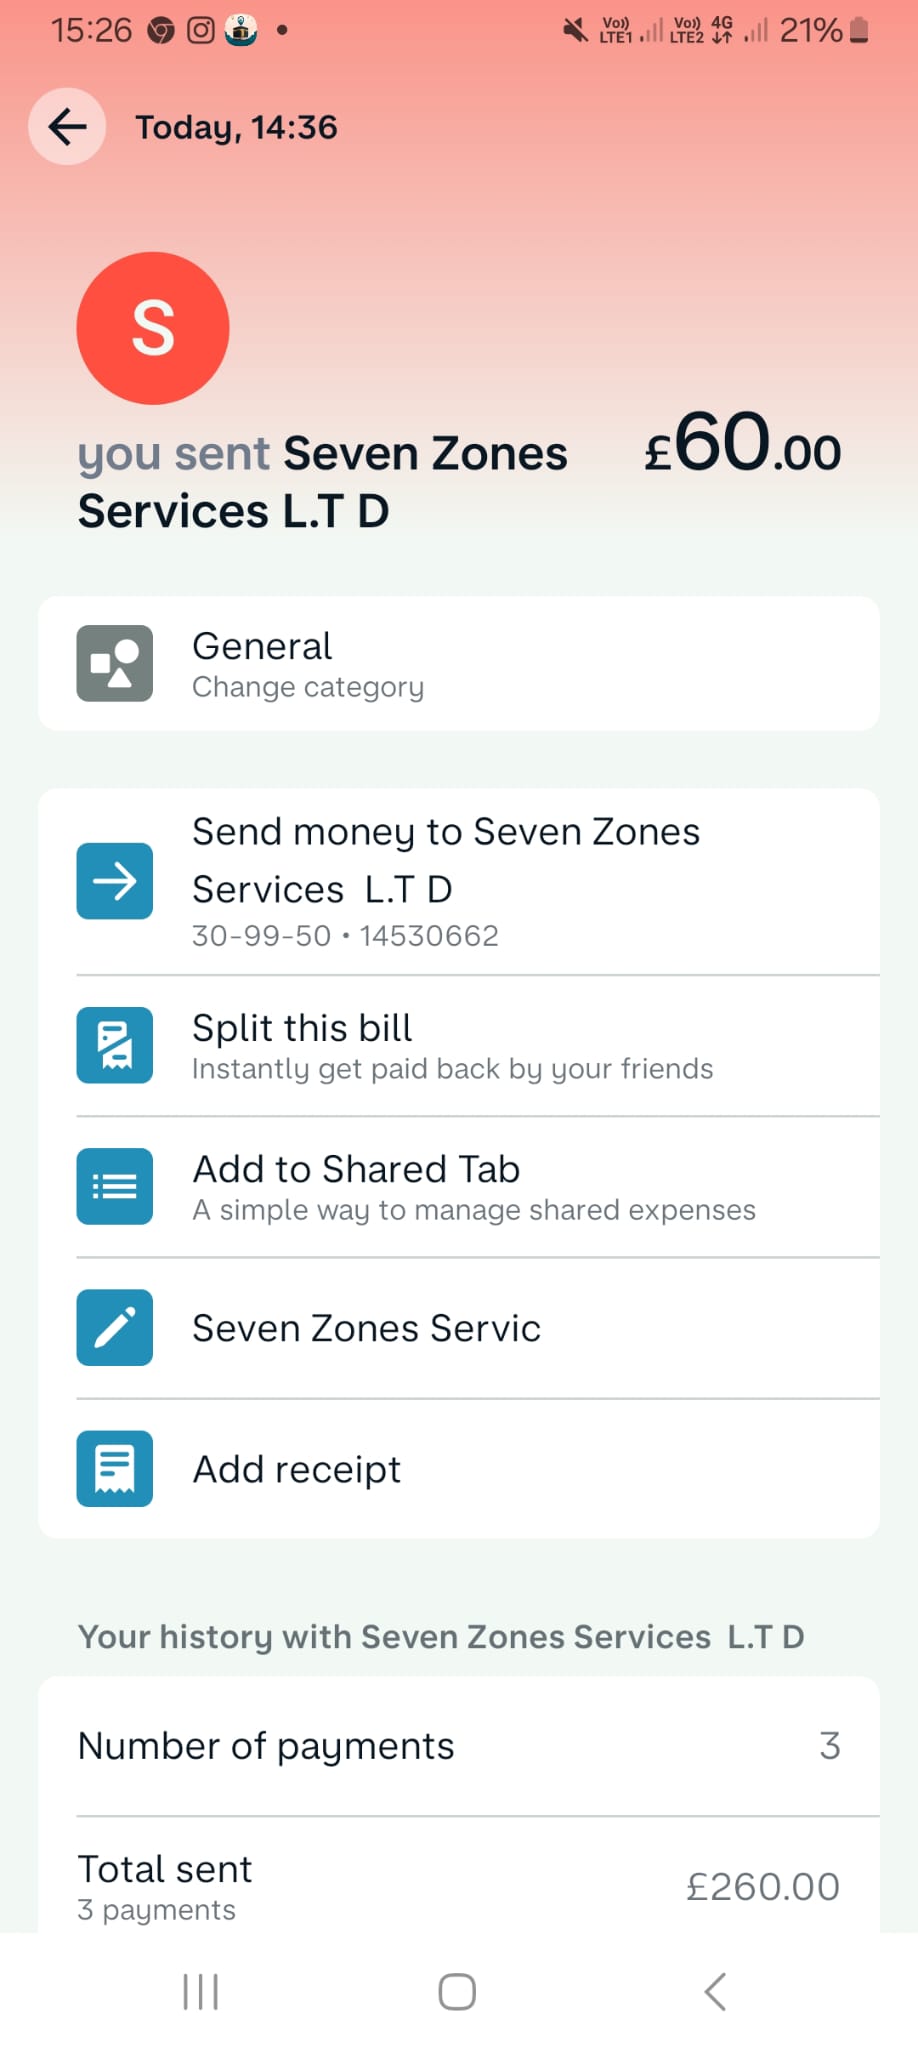 15:26 Vo)) LTE1 Vo)) LTE2 4G 21%
Today, 14:36
S
you sent Seven Zones £60.00
Services L.T D
General
Change category
Send money to Seven Zones
Services L.T D
30-99-50 • 14530662
Split this bill
Instantly get paid back by your friends
Add to Shared Tab
A simple way to manage shared expenses
Seven Zones Servic
Add receipt
Your history with Seven Zones Services L.T D
Number of payments 3
Total sent £260.00
3 payments